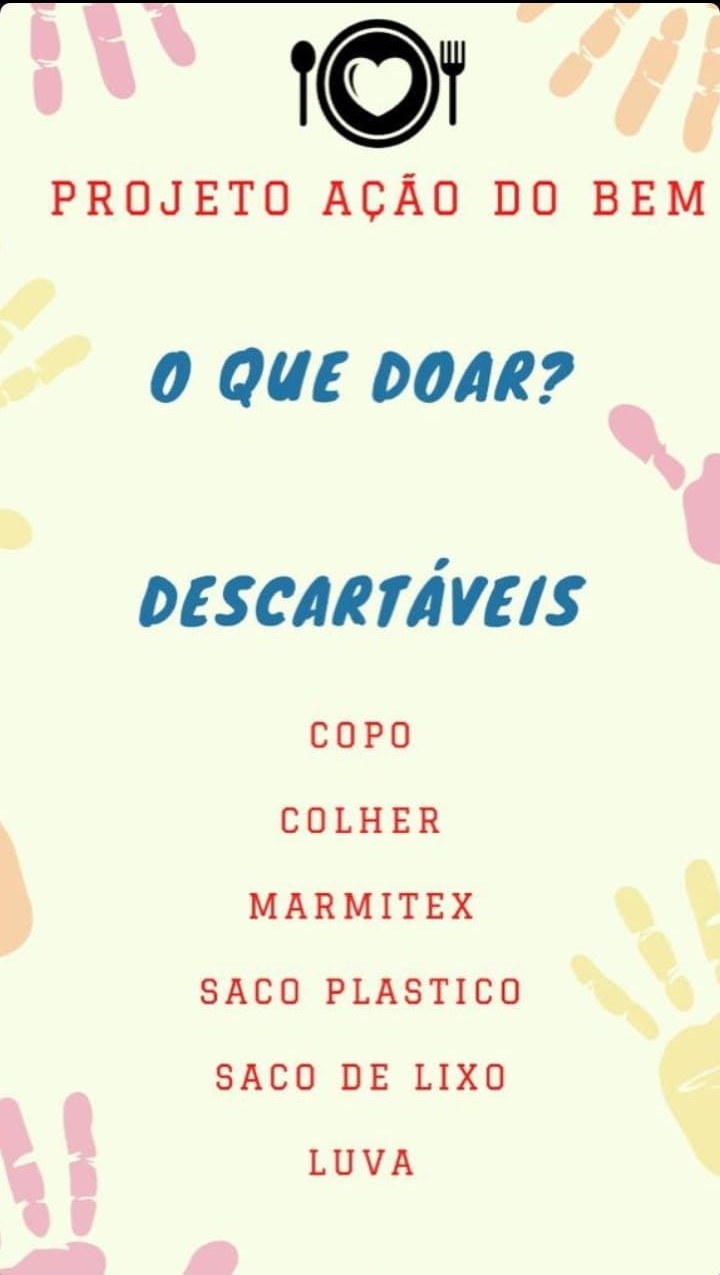 PROJETO AÇÃO DO BEM
O QUE DOAR?
DESCARTÁVEIS
COPO
COLHER
MARMITEX
SACO PLASTICO
SACO DE LIXO
LUVA